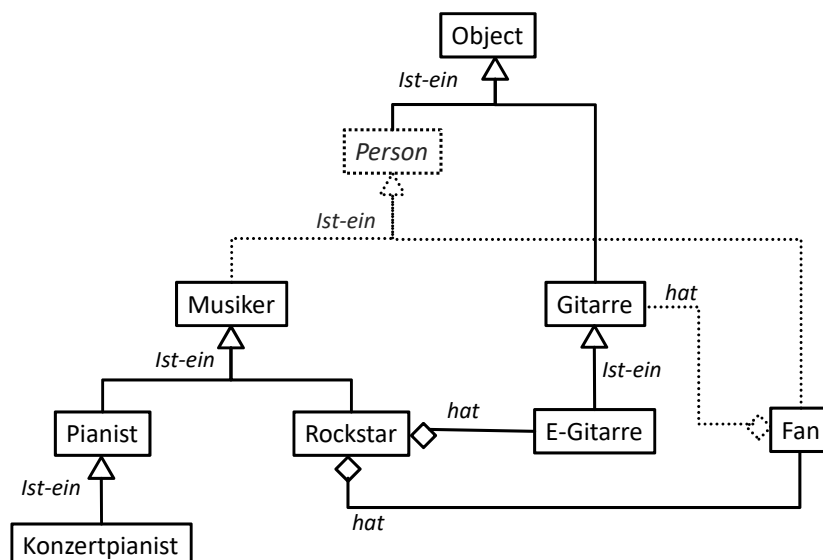 Object
Ist-ein
Person
Ist-ein
Musiker
Gitarre
hat
Ist-ein
Ist-ein
Pianist
Rockstar
hat
E-Gitarre
Fan
Ist-ein
hat
Konzertpianist